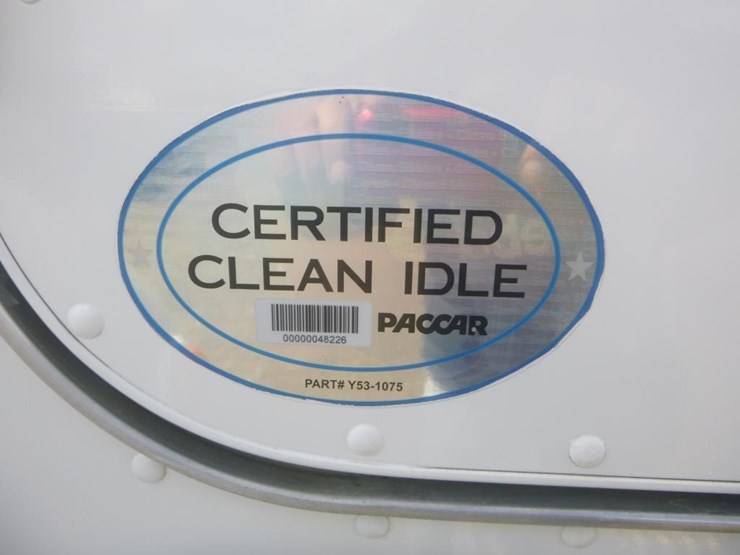 CERTIFIED
CLEAN IDLE
00000048226
PACCAR
PART# Y53-1075